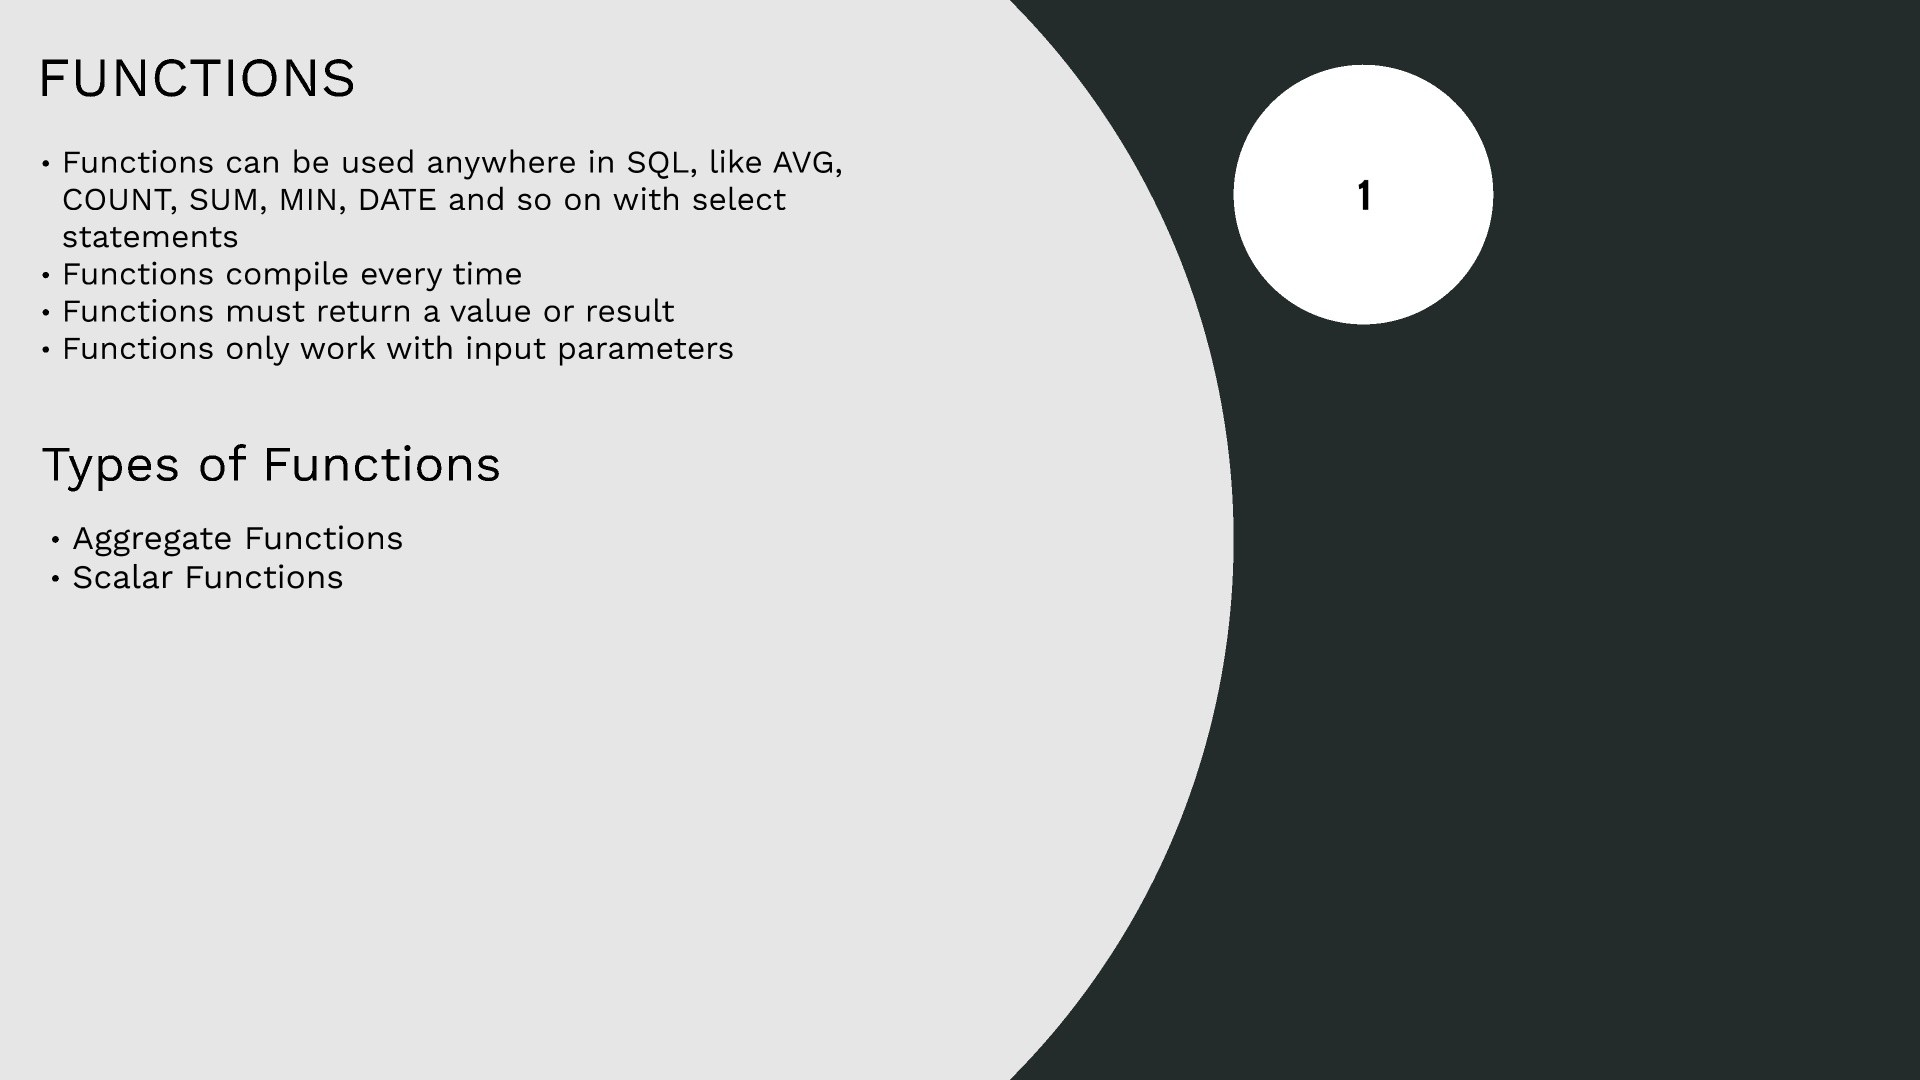 FUNCTIONS
• Functions can be used anywhere in SQL, like AVG,
COUNT, SUM, MIN, DATE and so on with select
statements
• Functions compile every time
• Functions must return a value or result
• Functions only work with input parameters
Types of Functions
• Aggregate Functions
• Scalar Functions
1